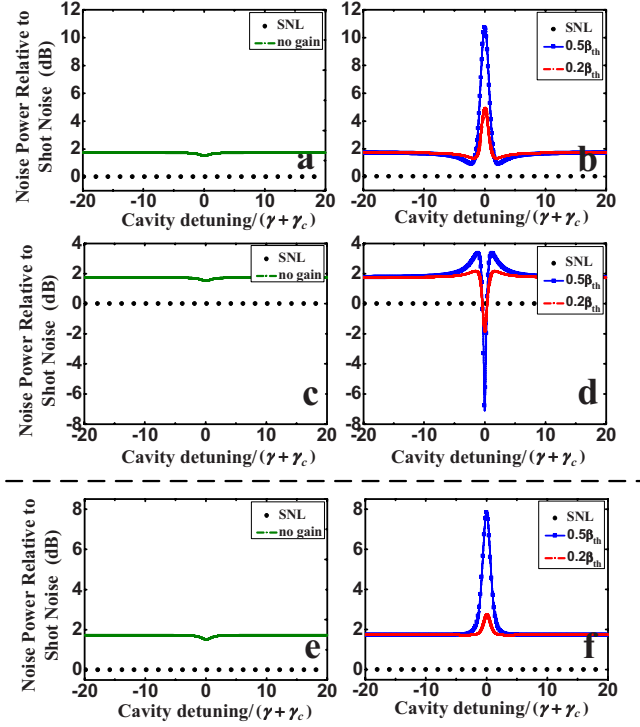 12
10
8
6
4
2
0
SNL
no gain
a
-20 -10 0 10 20
Cavity detuning/(γ+γc)
Noise Power Relative to
Shot Noise (dB)
12
10
8
6
4
2
0
SNL
0.5βth
0.2βth
b
-20 -10 0 10 20
Cavity detuning/(γ+γc)
4
2
0
-2
-4
-6
-8
SNL
no gain
c
-20 -10 0 10 20
Cavity detuning/(γ+γc)
Noise Power Relative to
Shot Noise (dB)
4
2
0
-2
-4
-6
-8
SNL
0.5βth
0.2βth
d
-20 -10 0 10 20
Cavity detuning/(γ+γc)
8
6
4
2
0
SNL
no gain
e
-20 -10 0 10 20
Cavity detuning/(γ+γc)
Noise Power Relative to
Shot Noise (dB)
8
6
4
2
0
SNL
0.5βth
0.2βth
f
-20 -10 0 10 20
Cavity detuning/(γ+γc)